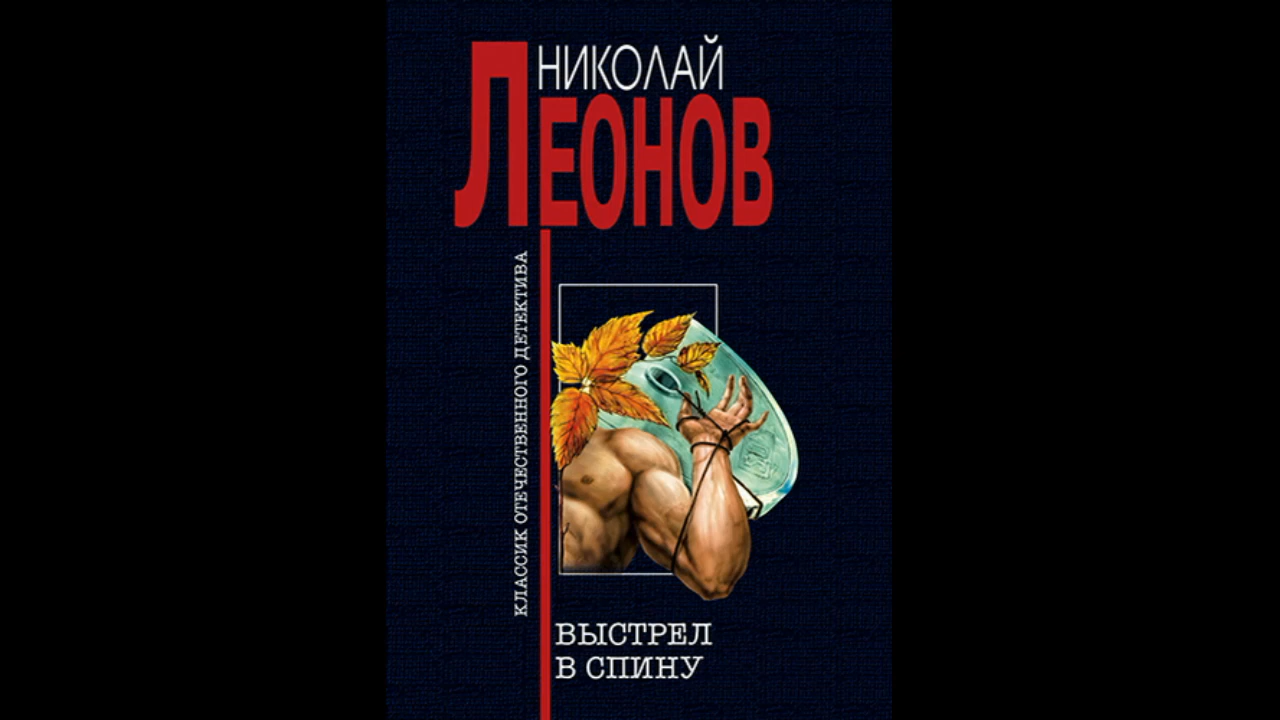 НИКОЛАЙ
ЛЕОНОВ
КЛАССИК ОТЕЧЕСТВЕННОГО ДЕТЕКТИВА
ВЫСТРЕЛ
В СПИНУ